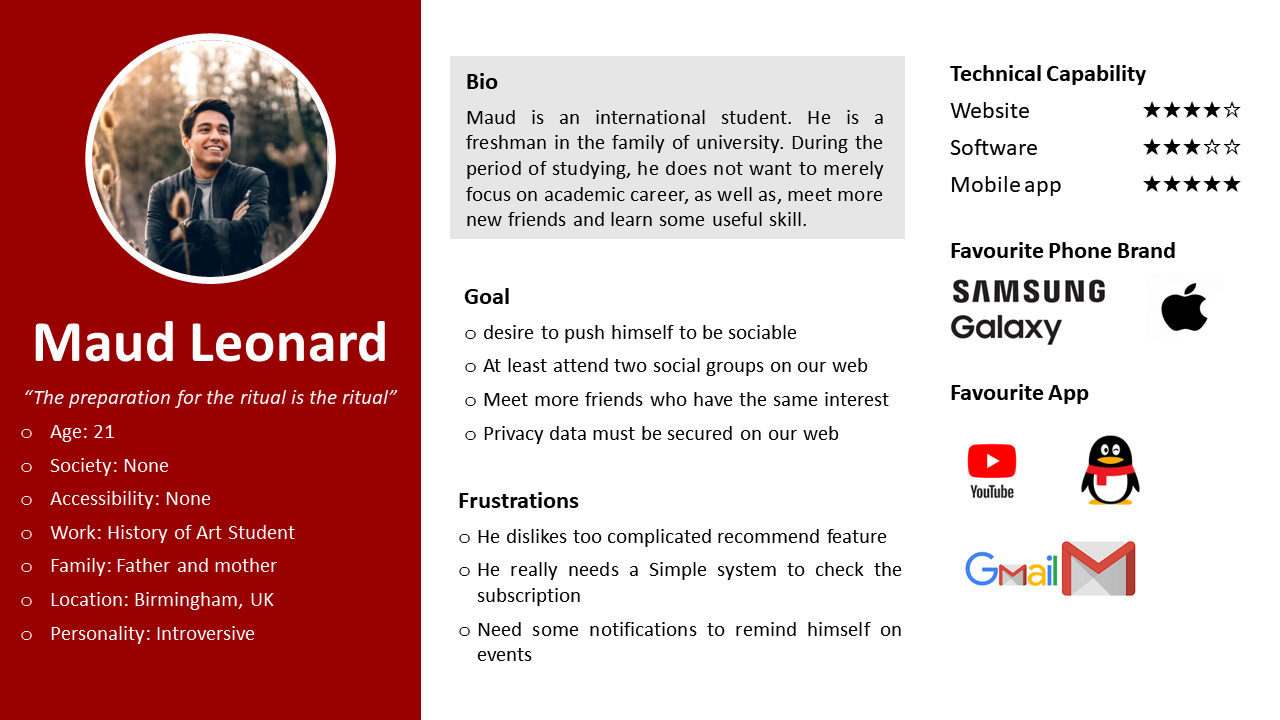 Maud Leonard
“The preparation for the ritual is the ritual”
o Age: 21
o Society: None
o Accessibility: None
o Work: History of Art Student
o Family: Father and mother
o Location: Birmingham, UK
o Personality: Introversive
Bio
Maud is an international student. He is a
freshman in the family of university. During the
period of studying, he does not want to merely
focus on academic career, as well as, meet more
new friends and learn some useful skill.
Goal
o desire to push himself to be sociable
o At least attend two social groups on our web
o Meet more friends who have the same interest
o Privacy data must be secured on our web
Frustrations
o He dislikes too complicated recommend feature
o He really needs a Simple system to check the
subscription
o Need some notifications to remind himself on
events
Technical Capability
Website ★★★★☆
Software ★★★☆☆
Mobile app ★★★★★
Favourite Phone Brand
SAMSUNG
Galaxy
Favourite App
YouTube
Gmail